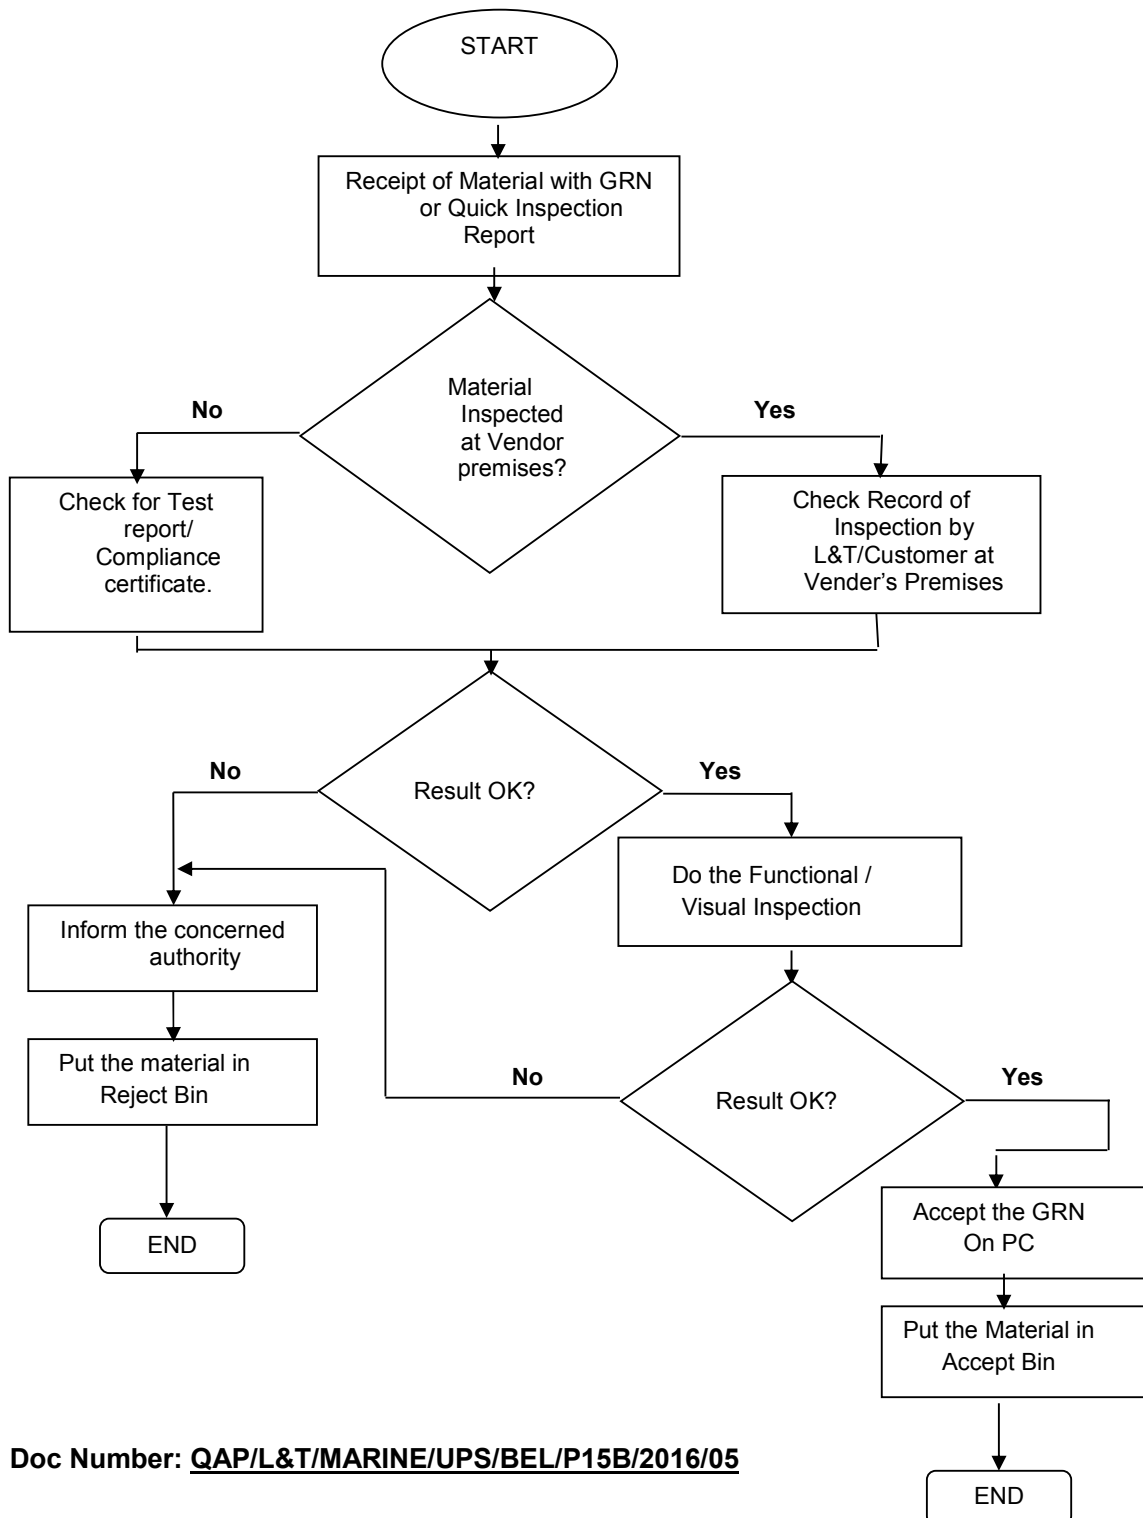 START
Receipt of Material with GRN
or Quick Inspection
Report
Material
Inspected
at Vendor
premises?
No
Yes
Check for Test
report/
Compliance
certificate.
Check Record of
Inspection by
L&T/Customer at
Vender’s Premises
No
Yes
Result OK?
Do the Functional /
Visual Inspection
Inform the concerned
authority
Put the material in
Reject Bin
END
No
Yes
Result OK?
Accept the GRN
On PC
Put the Material in
Accept Bin
END
Doc Number: QAP/L&T/MARINE/UPS/BEL/P15B/2016/05